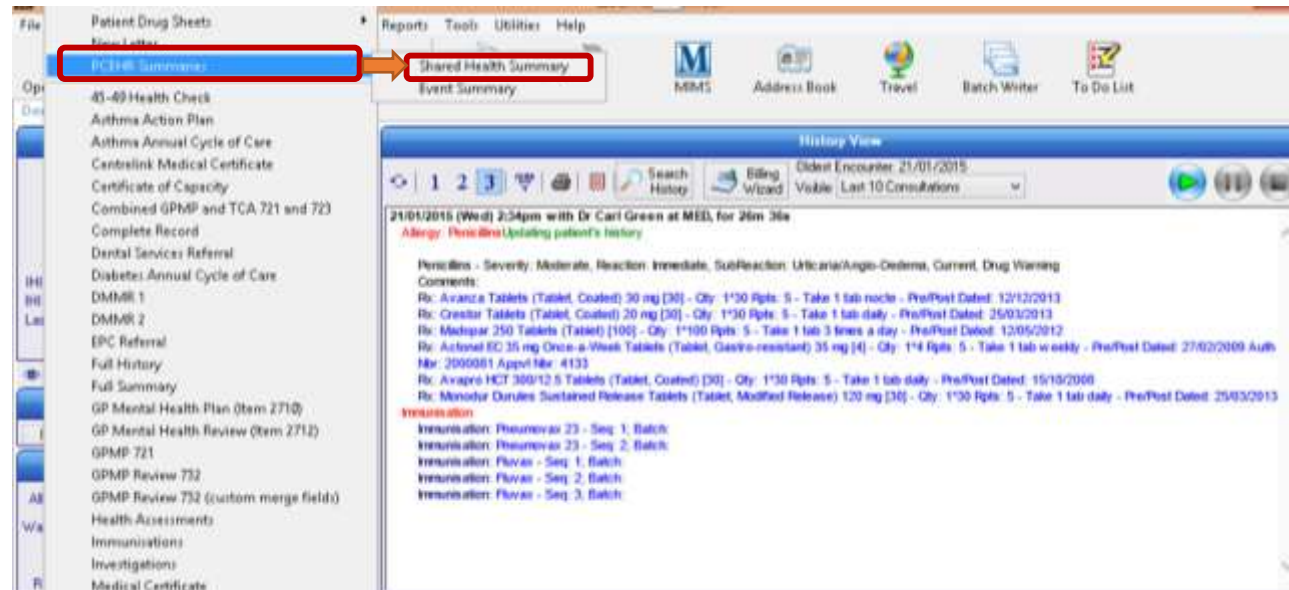 File
Patient Drug Sheets
Reports Tools Utilities Help
New Letter
PCEHR Summaries
Shared Health Summary
Event Summary
MIMS
Address Book
Travel
Batch Writer
To Do List
45-49 Health Check
Asthma Action Plan
Asthma Annual Cycle of Care
Centrelink Medical Certificate
Certificate of Capacity
Combined GPMP and TCA 721 and 723
Complete Record
Dental Services Referral
Diabetes Annual Cycle of Care
DMMR 1
DMMR 2
EPC Referral
Full History
Full Summary
GP Mental Health Plan (Item 2710)
GP Mental Health Review (Item 2712)
GPMP 721
GPMP Review 732
GPMP Review 732 (custom merge fields)
Health Assessments
Immunisations
Investigations
Medical Certificate
History View
1 2 3
Search History
Billing Wizard
Oldest Encounter: 21/01/2015
Visible Last 10 Consultations
21/01/2015 (Wed) 2:34pm with Dr Carl Green at MED, for 26m 36s
Allergy: Penicillins Updating patient's history
Penicillins - Severity: Moderate, Reaction: Immediate, SubReaction: Urticaria/Angio-Oedema, Current, Drug Warning
Comments:
Rx: Avanza Tablets (Tablet, Coated) 30 mg [30] - Qty: 1*30 Rpts: 5 - Take 1 tab nocte - Pre/Post Dated: 12/12/2013
Rx: Crestor Tablets (Tablet, Coated) 20 mg [30] - Qty: 1*30 Rpts: 5 - Take 1 tab daily - Pre/Post Dated: 25/03/2013
Rx: Madopar 250 Tablets (Tablet) [100] - Qty: 1*100 Rpts: 5 - Take 1 tab 3 times a day - Pre/Post Dated: 12/05/2012
Rx: Actonel EC 35 mg Once-a-Week Tablets (Tablet, Gastro-resistant) 35 mg [4] - Qty: 1*4 Rpts: 5 - Take 1 tab weekly - Pre/Post Dated: 27/02/2009 Auth
Nbr: 2000081 Appvl Nbr: 4133
Rx: Avapro HCT 300/12.5 Tablets (Tablet, Coated) [30] - Qty: 1*30 Rpts: 5 - Take 1 tab daily - Pre/Post Dated: 15/10/2008
Rx: Monodur Durules Sustained Release Tablets (Tablet, Modified Release) 120 mg [30] - Qty: 1*30 Rpts: 5 - Take 1 tab daily - Pre/Post Dated: 25/03/2013
Immunisation
Immunisation: Pneumovax 23 - Seq: 1, Batch:
Immunisation: Pneumovax 23 - Seq: 2, Batch:
Immunisation: Fluvax - Seq: 1, Batch:
Immunisation: Fluvax - Seq: 2, Batch:
Immunisation: Fluvax - Seq: 3, Batch: